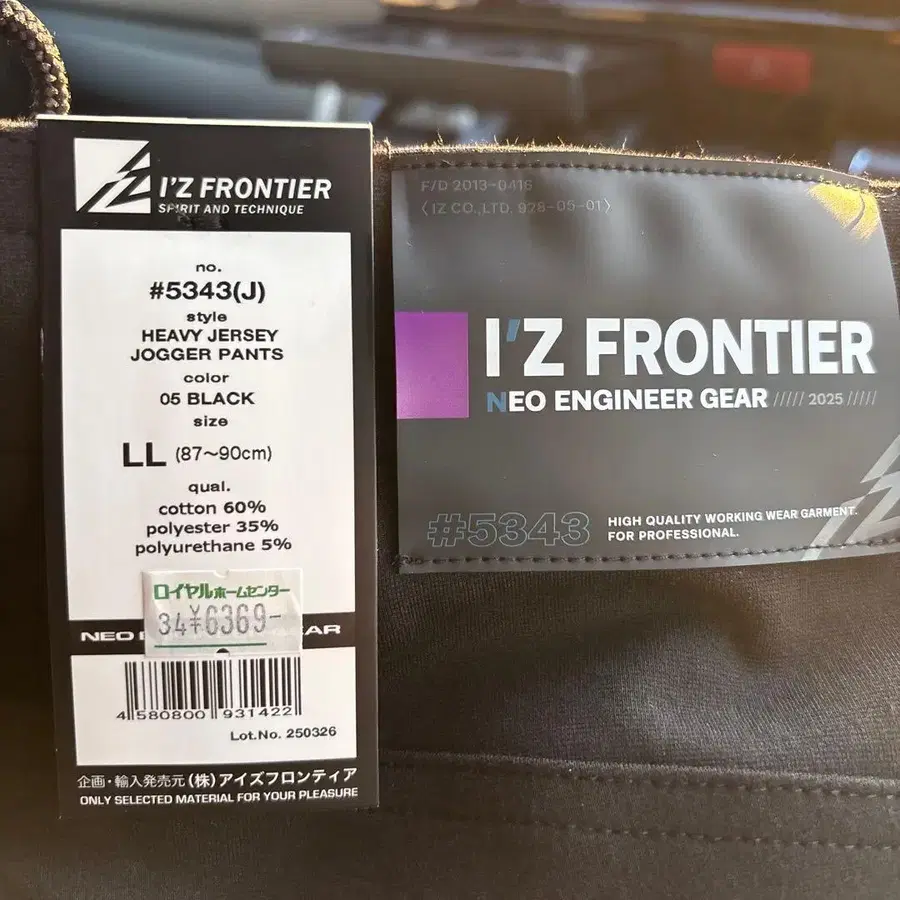 I'Z FRONTIER
SPIRIT AND TECHNIQUE
no.
#5343(J)
style
HEAVY JERSEY
JOGGER PANTS
color
05 BLACK
size
LL (87〜90cm)
qual.
cotton 60%
polyester 35%
polyurethane 5%
ロイヤルホームセンター
34¥6369-
NEO EAR
4 580800 931422
Lot.No. 250326
企画・輸入発売元(株)アイズフロンティア
ONLY SELECTED MATERIAL FOR YOUR PLEASURE
F/D 2013-0416
〈IZ CO.,LTD. 928-05-01〉
I'Z FRONTIER
NEO ENGINEER GEAR ///// 2025 /////
#5343
HIGH QUALITY WORKING WEAR GARMENT.
FOR PROFESSIONAL.